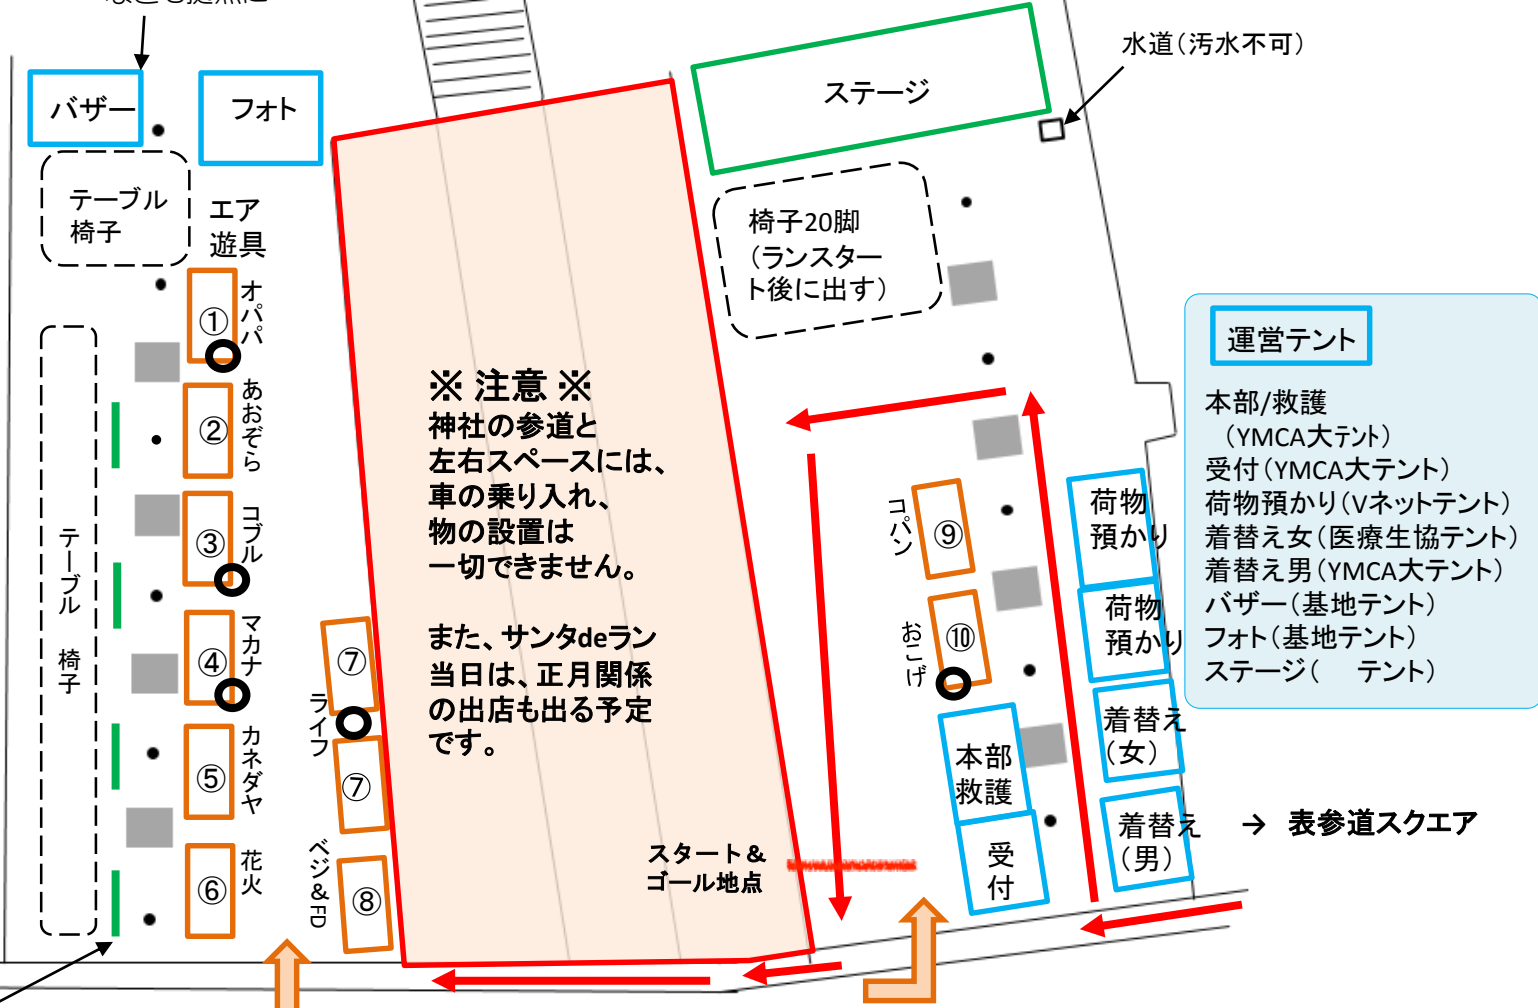 水道(汚水不可)
バザー
フォト
ステージ
テーブル
椅子
エア
遊具
椅子20脚
(ランスター
ト後に出す)
① オパパ
② あおぞら
③ コブル
④ マカナ
⑤ カネダヤ
⑥ 花火
テーブル 椅子
⑦
ライフ
⑦
⑧ ベジ&FD
※ 注意 ※
神社の参道と
左右スペースには、
車の乗り入れ、
物の設置は
一切できません。
また、サンタdeラン
当日は、正月関係
の出店も出る予定
です。
スタート&
ゴール地点
⑨ コパン
⑩ おこげ
本部
救護
受
付
荷物
預かり
荷物
預かり
着替え
(女)
着替え
(男)
→ 表参道スクエア
運営テント
本部/救護
(YMCA大テント)
受付(YMCA大テント)
荷物預かり(Vネットテント)
着替え女(医療生協テント)
着替え男(YMCA大テント)
バザー(基地テント)
フォト(基地テント)
ステージ( テント)